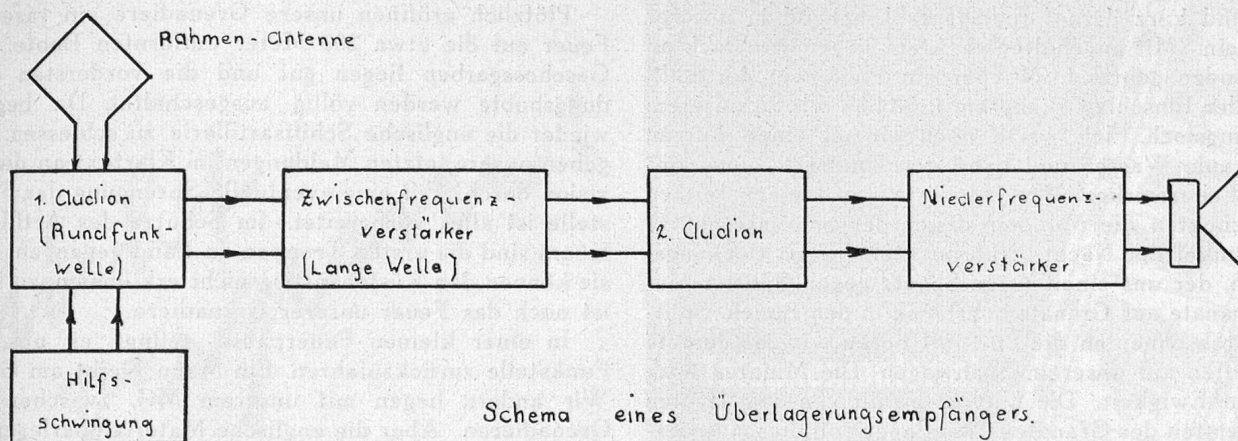 Rahmen-Antenne
1. Audion
(Rundfunk-
welle)
Zwischenfrequenz-
verstärker
(Lange Welle)
2. Audion
Niederfrequenz-
verstärker
Hilfs-
schwingung
Schema eines Überlagerungsempfängers.